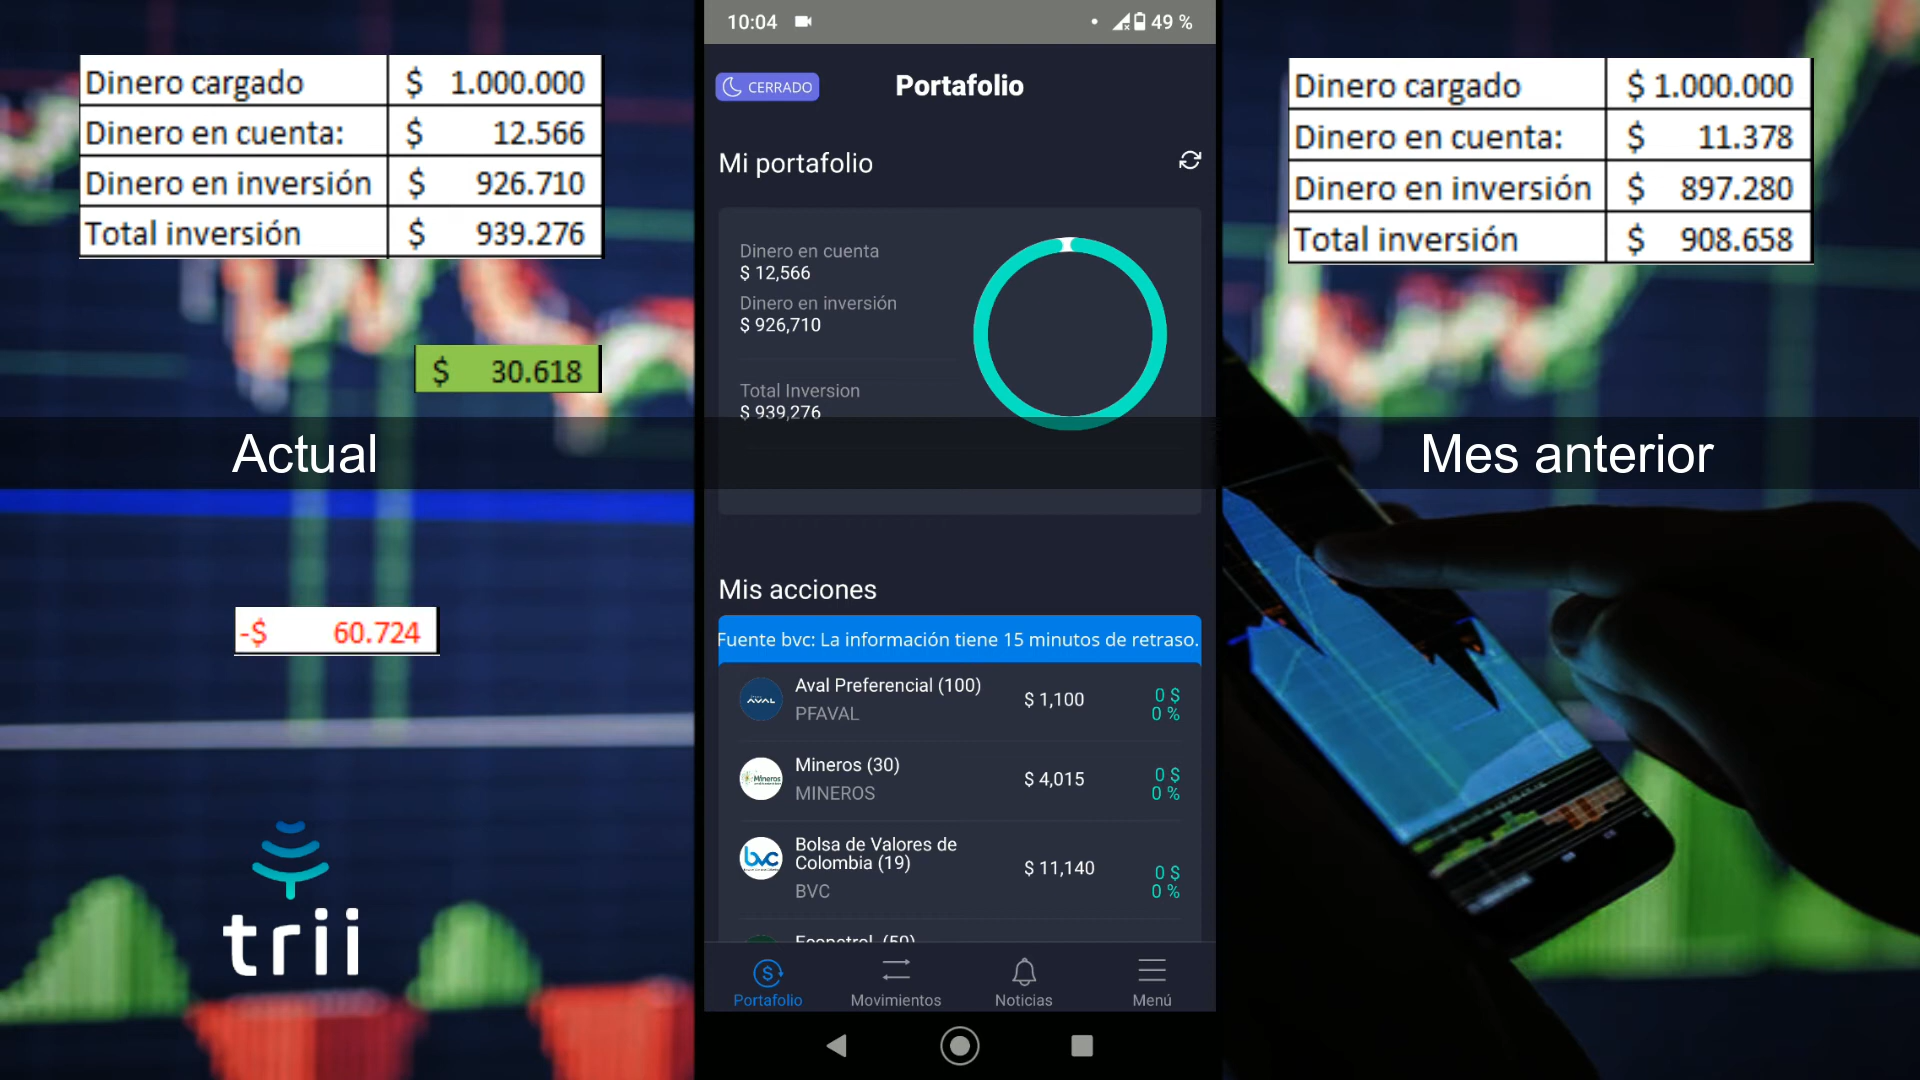 Dinero cargado $ 1.000.000
Dinero en cuenta: $ 12.566
Dinero en inversión $ 926.710
Total inversión $ 939.276
$ 30.618
Actual
-$ 60.724
trii
10:04 49 %
CERRADO Portafolio
Mi portafolio
Dinero en cuenta
$ 12,566
Dinero en inversión
$ 926,710
Total Inversion
$ 939,276
Mis acciones
Fuente bvc: La información tiene 15 minutos de retraso.
AVAL
Aval Preferencial (100)
PFAVAL
$ 1,100
0 $
0 %
Mineros
Mineros (30)
MINEROS
$ 4,015
0 $
0 %
bvc
Bolsa de Valores de
Colombia (19)
BVC
$ 11,140
0 $
0 %
Ecopetrol (50)
Portafolio Movimientos Noticias Menú
Dinero cargado $ 1.000.000
Dinero en cuenta: $ 11.378
Dinero en inversión $ 897.280
Total inversión $ 908.658
Mes anterior